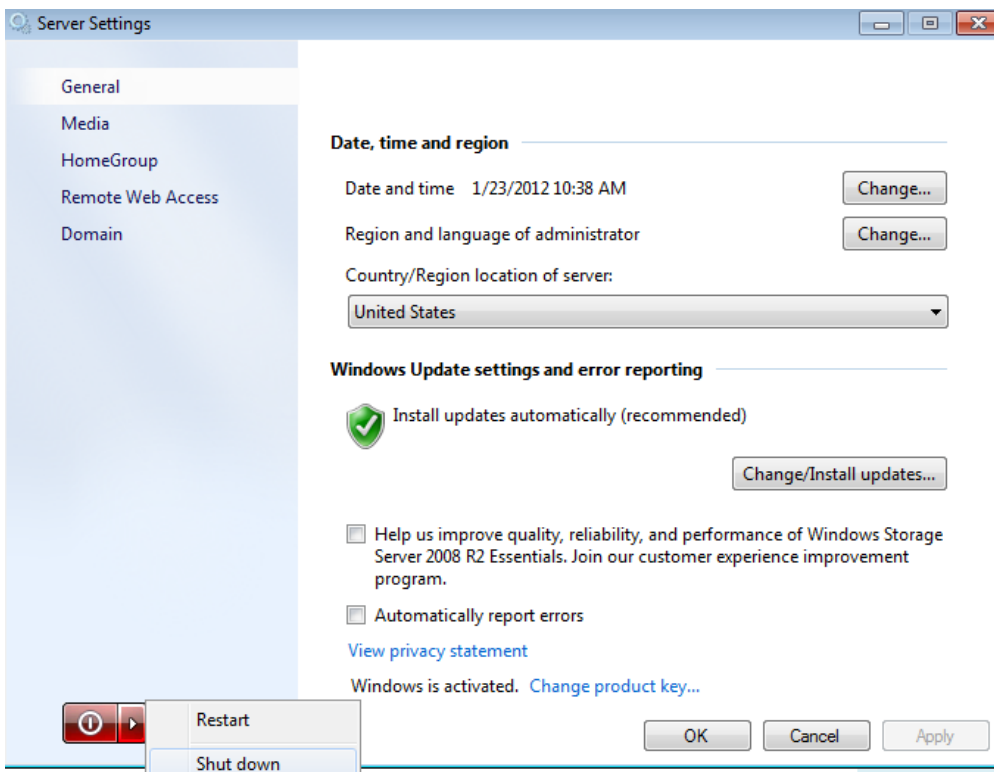 Server Settings
General
Media
HomeGroup
Remote Web Access
Domain
Date, time and region
Date and time 1/23/2012 10:38 AM
Change...
Region and language of administrator
Change...
Country/Region location of server:
United States
Windows Update settings and error reporting
Install updates automatically (recommended)
Change/Install updates...
Help us improve quality, reliability, and performance of Windows Storage
Server 2008 R2 Essentials. Join our customer experience improvement
program.
Automatically report errors
View privacy statement
Windows is activated. Change product key...
Restart
Shut down
OK
Cancel
Apply